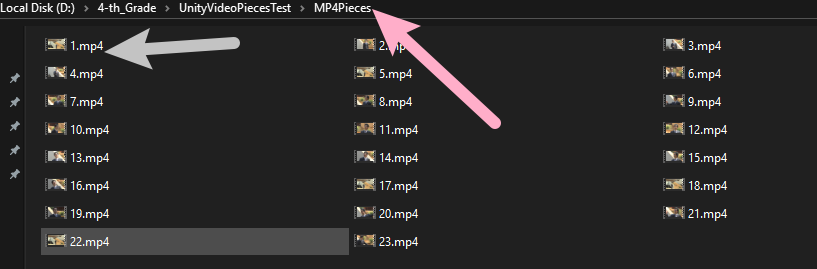 Local Disk (D:) > 4-th_Grade > UnityVideoPiecesTest > MP4Pieces
1.mp4 2.mp4 3.mp4
4.mp4 5.mp4 6.mp4
7.mp4 8.mp4 9.mp4
10.mp4 11.mp4 12.mp4
13.mp4 14.mp4 15.mp4
16.mp4 17.mp4 18.mp4
19.mp4 20.mp4 21.mp4
22.mp4 23.mp4